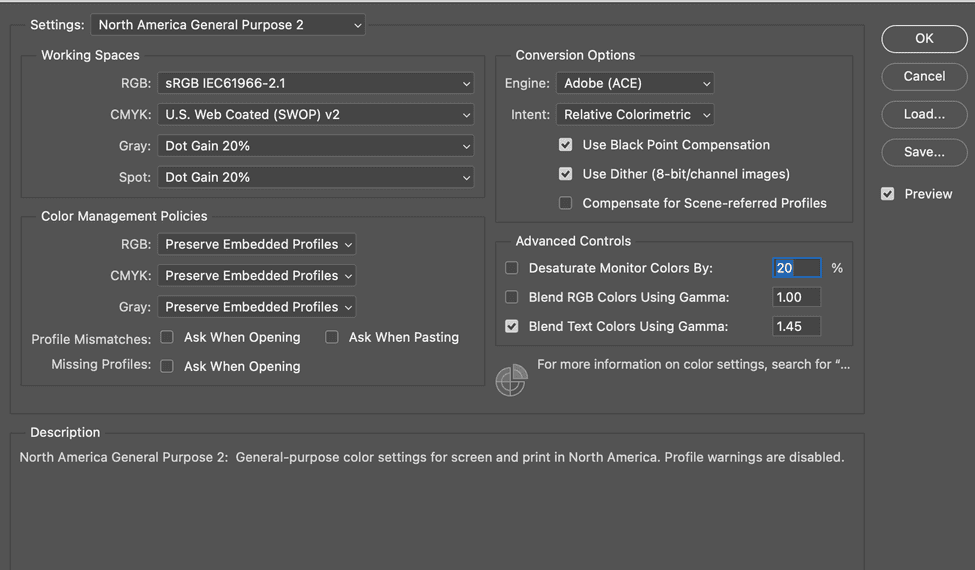 Settings: North America General Purpose 2
Working Spaces
RGB: sRGB IEC61966-2.1
CMYK: U.S. Web Coated (SWOP) v2
Gray: Dot Gain 20%
Spot: Dot Gain 20%
Color Management Policies
RGB: Preserve Embedded Profiles
CMYK: Preserve Embedded Profiles
Gray: Preserve Embedded Profiles
Profile Mismatches: Ask When Opening Ask When Pasting
Missing Profiles: Ask When Opening
Conversion Options
Engine: Adobe (ACE)
Intent: Relative Colorimetric
Use Black Point Compensation
Use Dither (8-bit/channel images)
Compensate for Scene-referred Profiles
Advanced Controls
Desaturate Monitor Colors By: 20 %
Blend RGB Colors Using Gamma: 1.00
Blend Text Colors Using Gamma: 1.45
For more information on color settings, search for “...
OK
Cancel
Load...
Save...
Preview
Description
North America General Purpose 2: General-purpose color settings for screen and print in North America. Profile warnings are disabled.